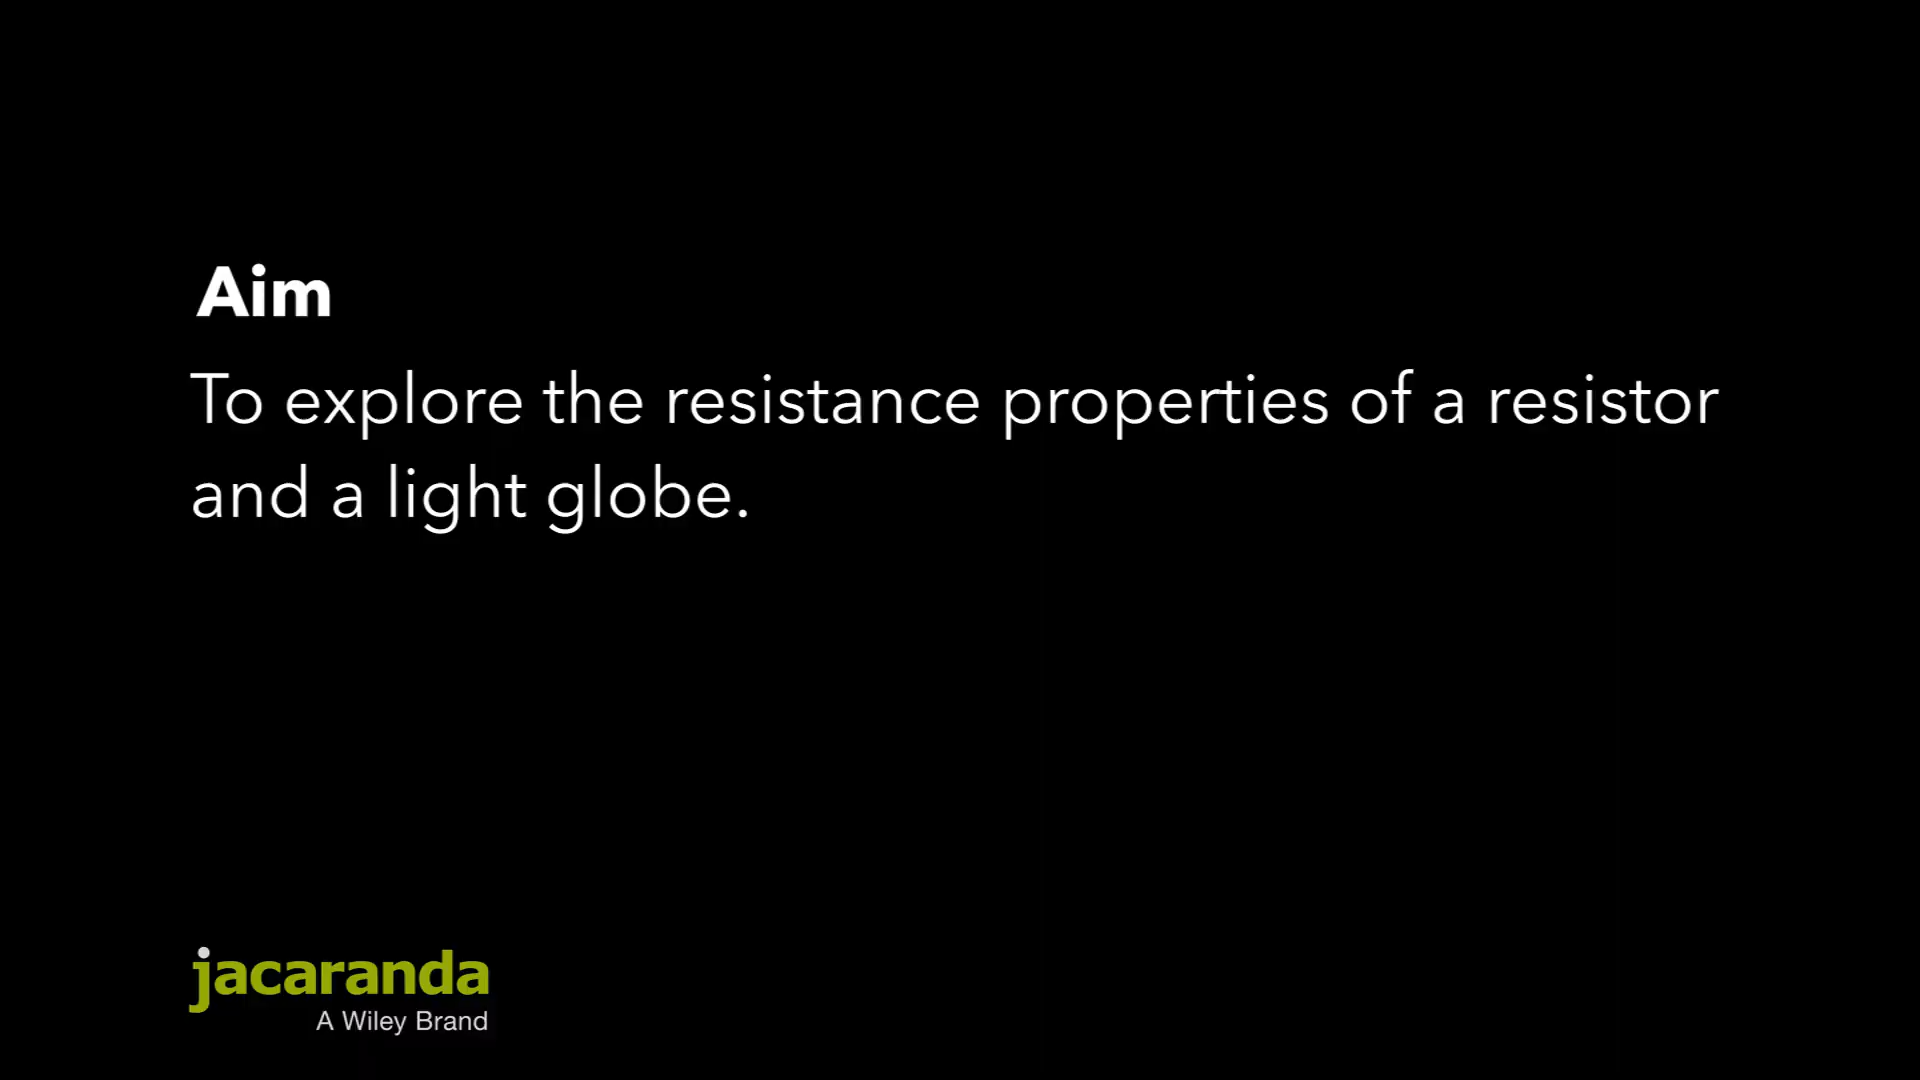 Aim
To explore the resistance properties of a resistor
and a light globe.
jacaranda
A Wiley Brand